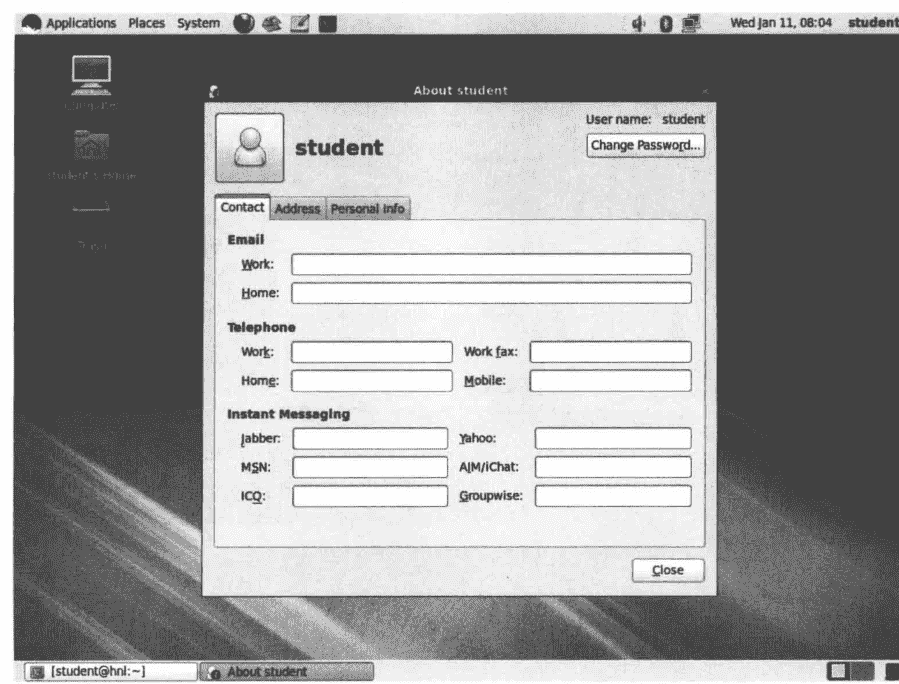 Applications Places System Wed Jan 11, 08:04 student
About student
User name: student
student
Change Password...
Contact Address Personal Info
Email
Work:
Home:
Telephone
Work: Work fax:
Home: Mobile:
Instant Messaging
Jabber: Yahoo:
MSN: AIM/iChat:
ICQ: Groupwise:
Close
[student@hnl:~] About student